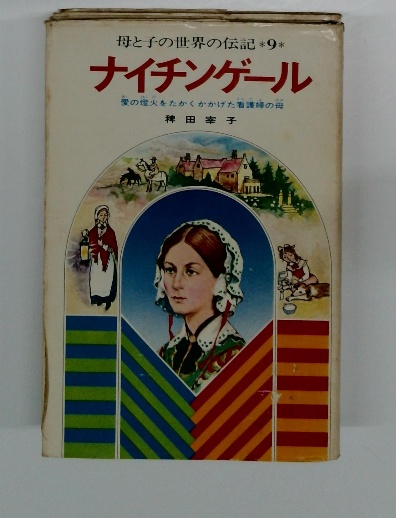 母と子の世界の伝記*9*
ナイチンゲール
愛の燈火をたかくかかげた看護婦の母
稗田宰子